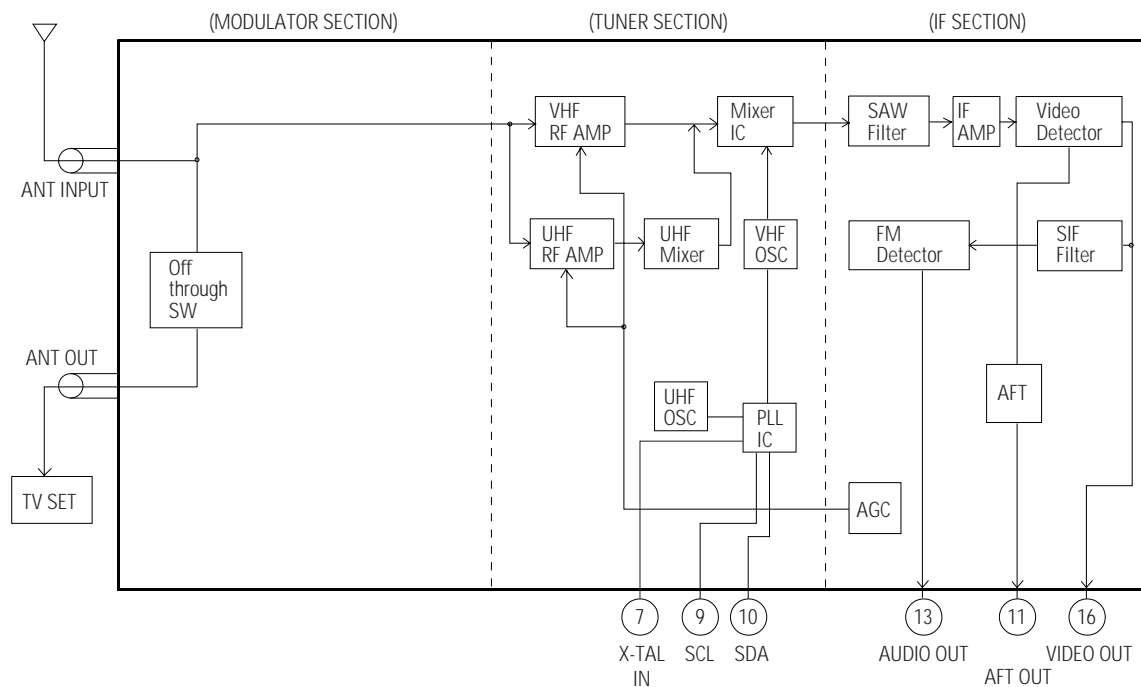 (MODULATOR SECTION)
(TUNER SECTION)
(IF SECTION)
VHF
RF AMP
Mixer
IC
SAW
Filter
IF
AMP
Video
Detector
ANT INPUT
UHF
RF AMP
UHF
Mixer
VHF
OSC
FM
Detector
SIF
Filter
Off
through
SW
ANT OUT
UHF
OSC
PLL
IC
AFT
TV SET
AGC
7
9
10
13
11
16
X-TAL
IN
SCL
SDA
AUDIO OUT
AFT OUT
VIDEO OUT